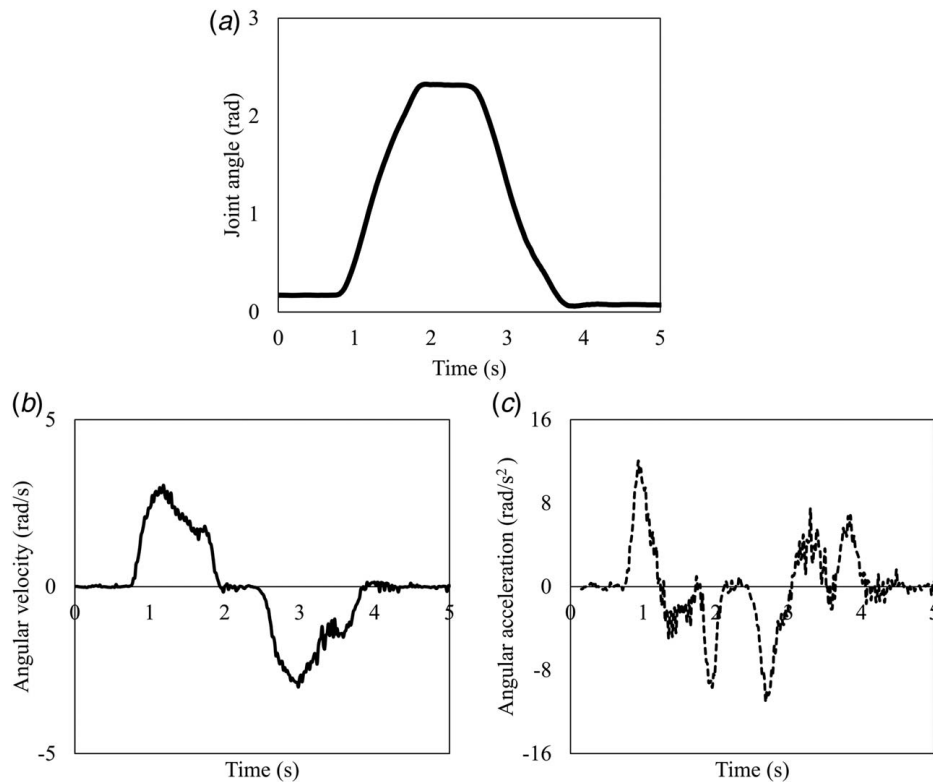 (a)
3
2
1
0
Joint angle (rad)
0 1 2 3 4 5
Time (s)
(b)
5
0
-5
Angular velocity (rad/s)
0 1 2 3 4 5
Time (s)
(c)
16
8
0
-8
-16
Angular acceleration (rad/s²)
0 1 2 3 4 5
Time (s)